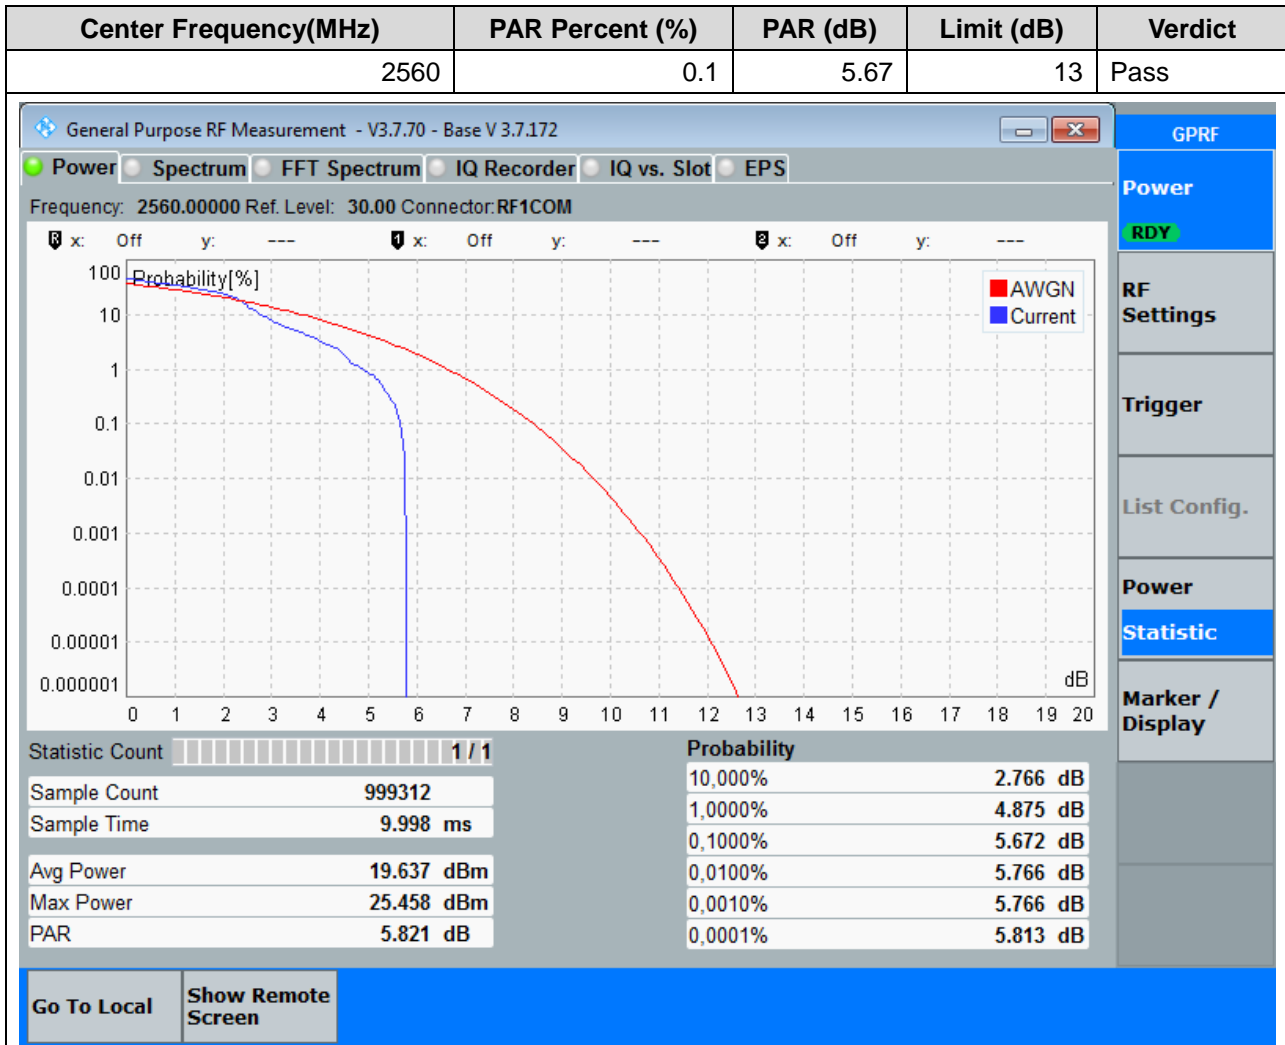 Center Frequency(MHz) PAR Percent (%) PAR (dB) Limit (dB) Verdict
2560 0.1 5.67 13 Pass
General Purpose RF Measurement - V3.7.70 - Base V 3.7.172
GPRF
Power Spectrum FFT Spectrum IQ Recorder IQ vs. Slot EPS
Frequency: 2560.00000 Ref. Level: 30.00 Connector: RF1COM
R x: Off y: --- 1 x: Off y: --- 2 x: Off y: ---
Probability[%]
AWGN
Current
100
10
1
0.1
0.01
0.001
0.0001
0.00001
0.000001
dB
0 1 2 3 4 5 6 7 8 9 10 11 12 13 14 15 16 17 18 19 20
Statistic Count 1 / 1
Sample Count 999312
Sample Time 9.998 ms
Avg Power 19.637 dBm
Max Power 25.458 dBm
PAR 5.821 dB
Probability
10,000% 2.766 dB
1,0000% 4.875 dB
0,1000% 5.672 dB
0,0100% 5.766 dB
0,0010% 5.766 dB
0,0001% 5.813 dB
Power
RDY
RF
Settings
Trigger
List Config.
Power
Statistic
Marker /
Display
Go To Local
Show Remote
Screen